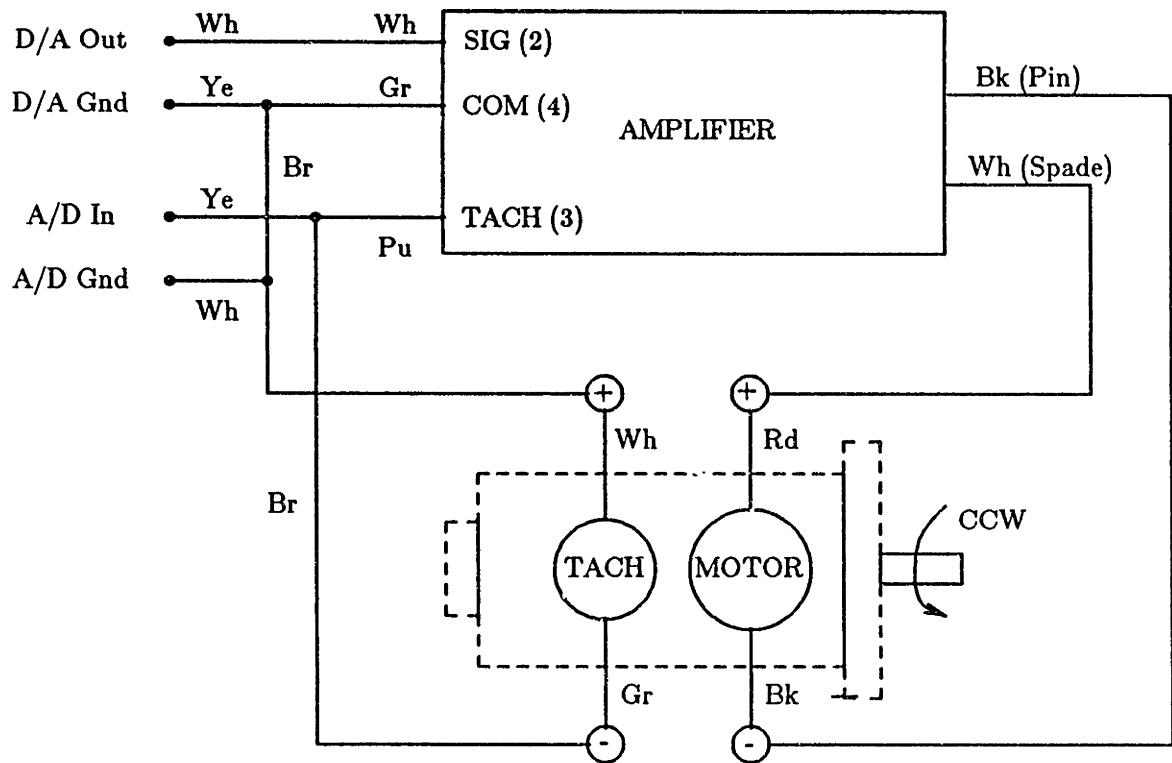 D/A Out
Wh
Wh
SIG (2)
D/A Gnd
Ye
Gr
COM (4)
AMPLIFIER
Bk (Pin)
Br
Wh (Spade)
A/D In
Ye
TACH (3)
Pu
A/D Gnd
Wh
+
+
Wh
Rd
Br
CCW
TACH
MOTOR
Gr
Bk
-
-